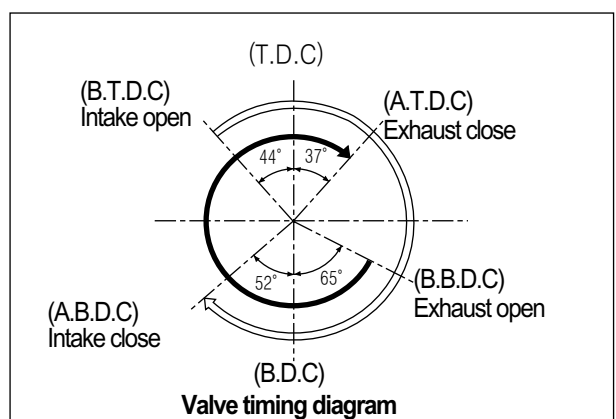 (T.D.C)
(B.T.D.C)
Intake open
(A.T.D.C)
Exhaust close
44° 37°
52° 65°
(B.B.D.C)
Exhaust open
(A.B.D.C)
Intake close
(B.D.C)
Valve timing diagram